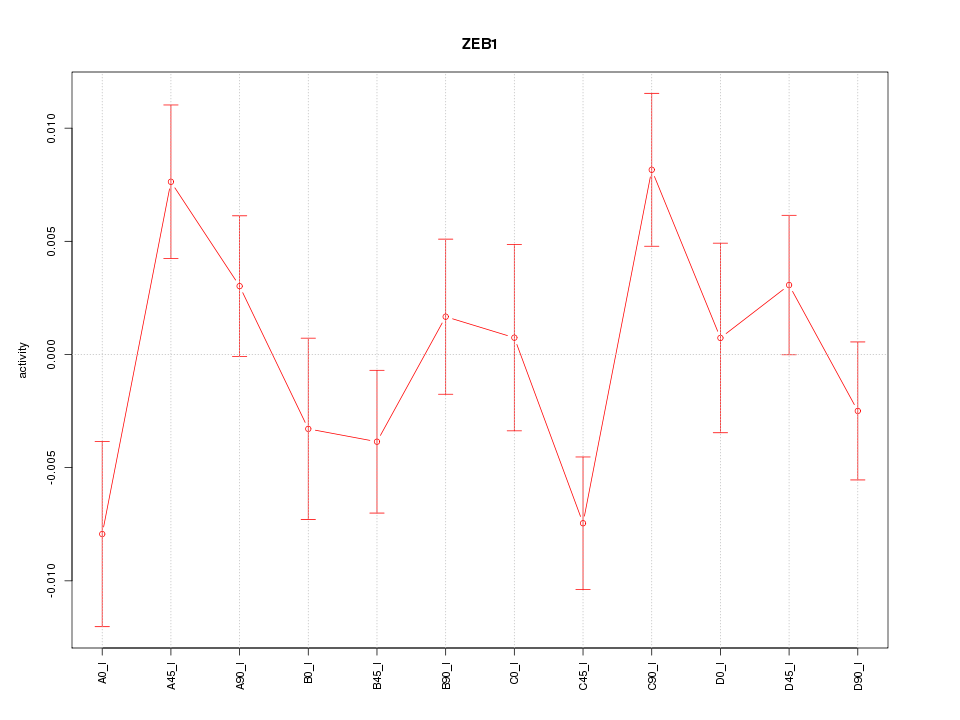 ZEB1
activity
0.010
0.005
0.000
-0.005
-0.010
A0_I
A45_I
A90_I
B0_I
B45_I
B90_I
C0_I
C45_I
C90_I
D0_I
D45_I
D90_I